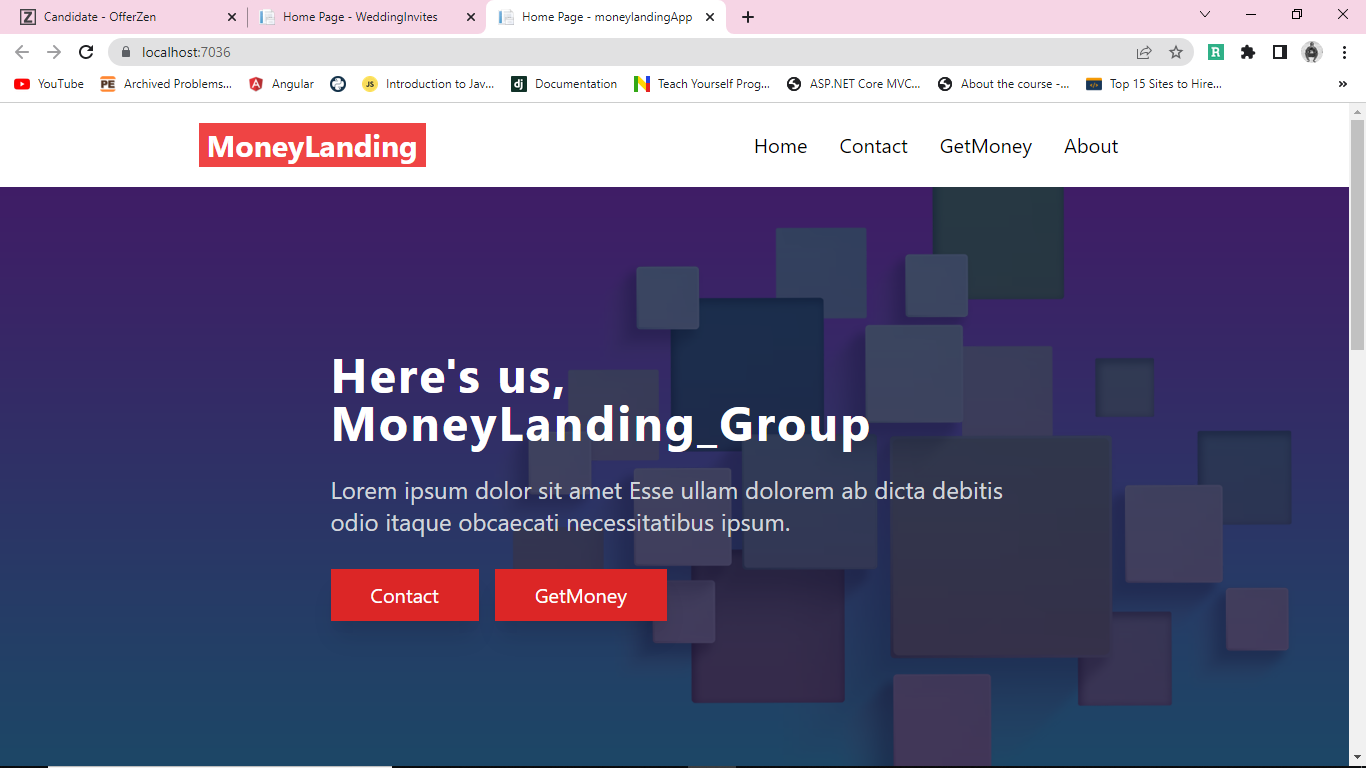 Candidate - OfferZen
Home Page - WeddingInvites
Home Page - moneylandingApp
localhost:7036
YouTube
Archived Problems...
Angular
Introduction to Jav...
Documentation
Teach Yourself Prog...
ASP.NET Core MVC...
About the course -...
Top 15 Sites to Hire...
MoneyLanding
Home
Contact
GetMoney
About
Here's us,
MoneyLanding_Group
Lorem ipsum dolor sit amet Esse ullam dolorem ab dicta debitis
odio itaque obcaecati necessitatibus ipsum.
Contact
GetMoney